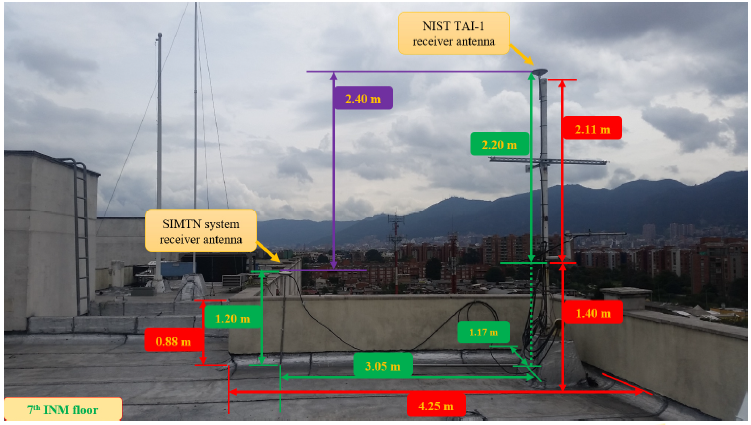 NIST TAI-1
receiver antenna
2.40 m
2.11 m
2.20 m
SIMTN system
receiver antenna
1.20 m
1.40 m
0.88 m
1.17 m
3.05 m
4.25 m
7th INM floor